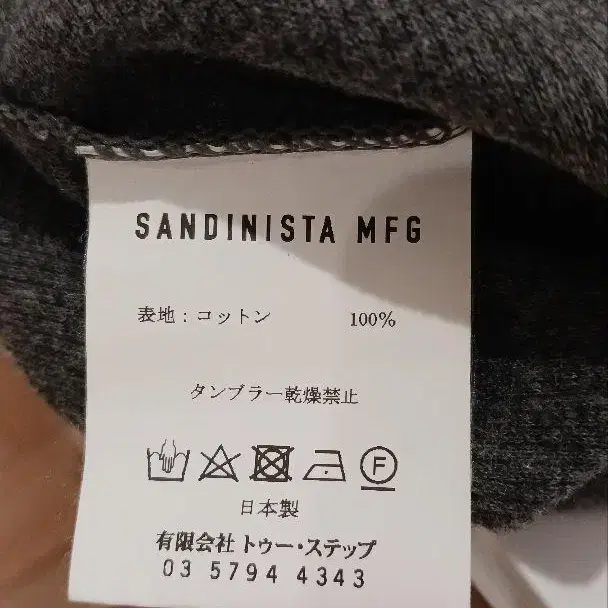 SANDINISTA MFG
表地：コットン 100%
タンブラー乾燥禁止
F
日本製
有限会社 トゥー・ステップ
03 5794 4343